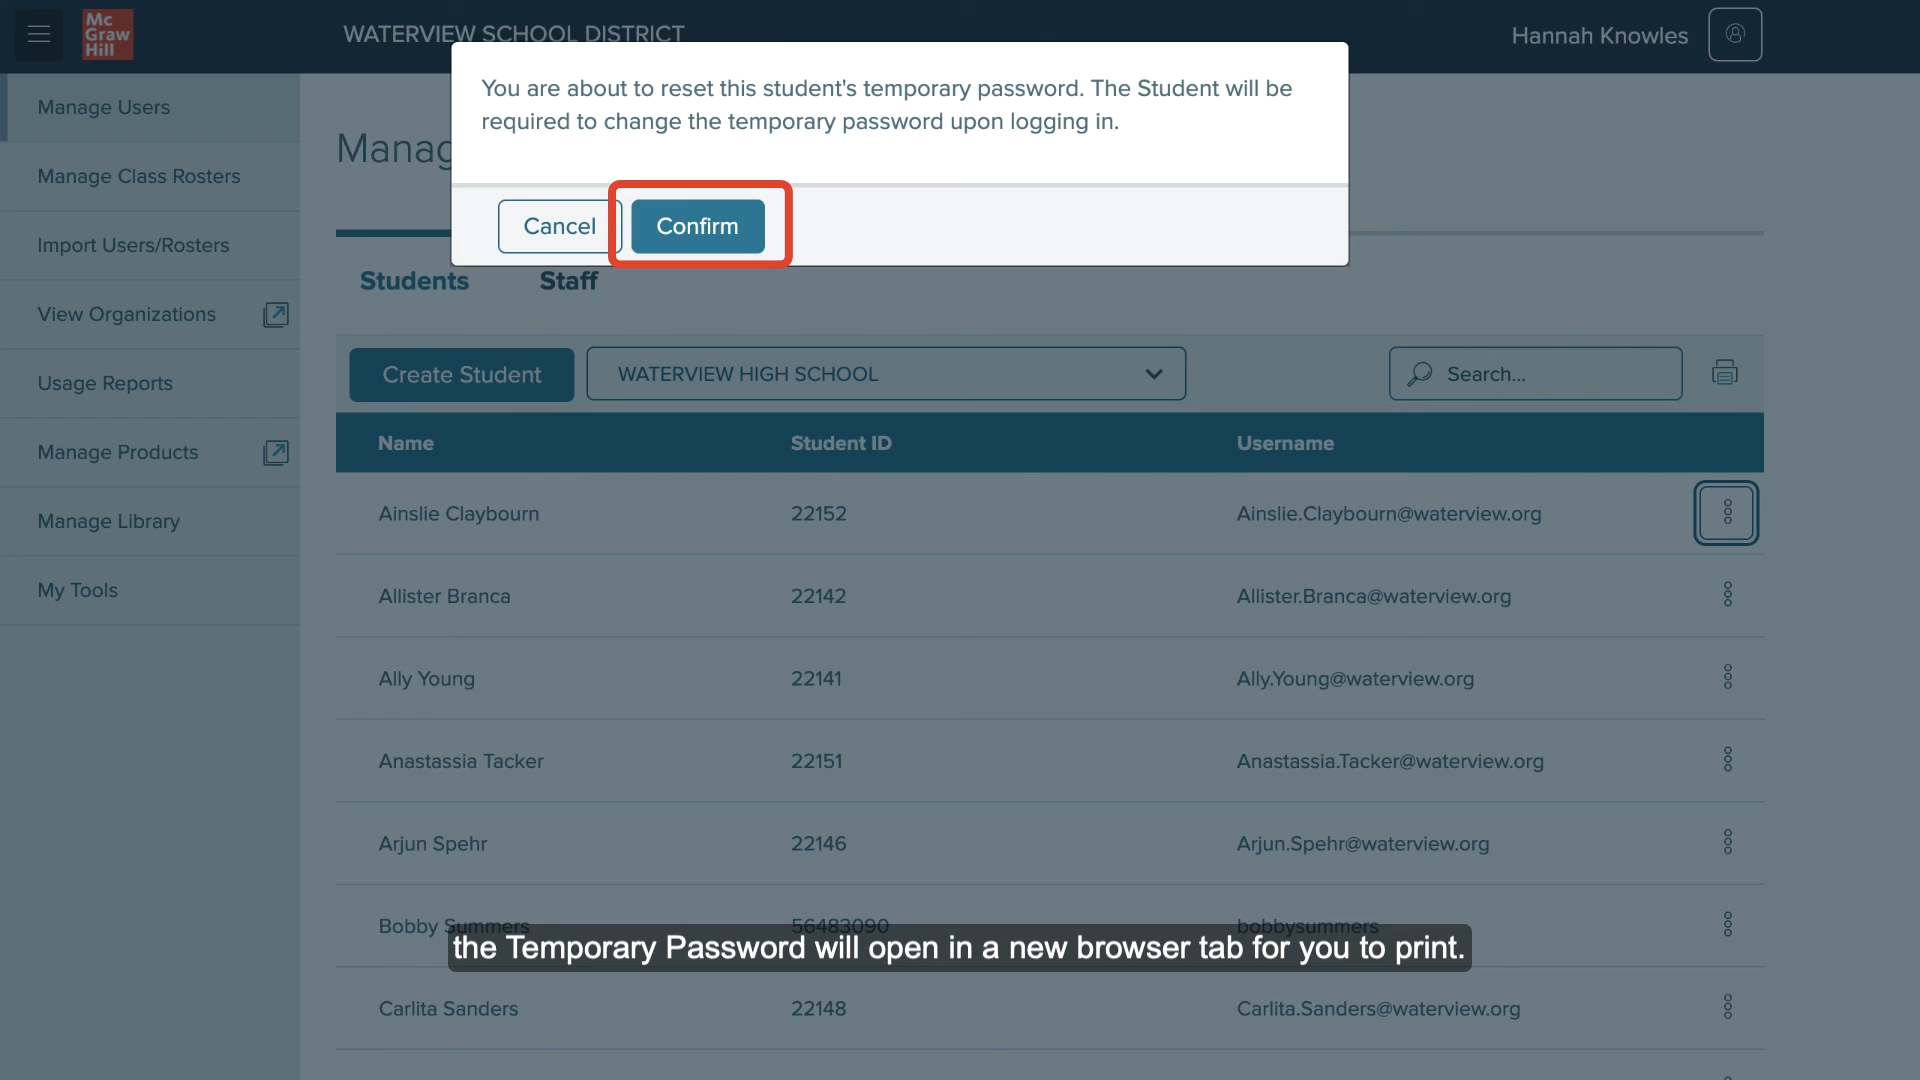 Mc
Graw
Hill
WATERVIEW SCHOOL DISTRICT
Hannah Knowles
You are about to reset this student's temporary password. The Student will be
required to change the temporary password upon logging in.
Cancel
Confirm
Manage Users
Manage Class Rosters
Import Users/Rosters
View Organizations
Usage Reports
Manage Products
Manage Library
My Tools
Manag
Students
Staff
Create Student
WATERVIEW HIGH SCHOOL
Search...
Name
Student ID
Username
Ainslie Claybourn
22152
Ainslie.Claybourn@waterview.org
Allister Branca
22142
Allister.Branca@waterview.org
Ally Young
22141
Ally.Young@waterview.org
Anastassia Tacker
22151
Anastassia.Tacker@waterview.org
Arjun Spehr
22146
Arjun.Spehr@waterview.org
Bobby Summers
56483090
bobbysummers
the Temporary Password will open in a new browser tab for you to print.
Carlita Sanders
22148
Carlita.Sanders@waterview.org